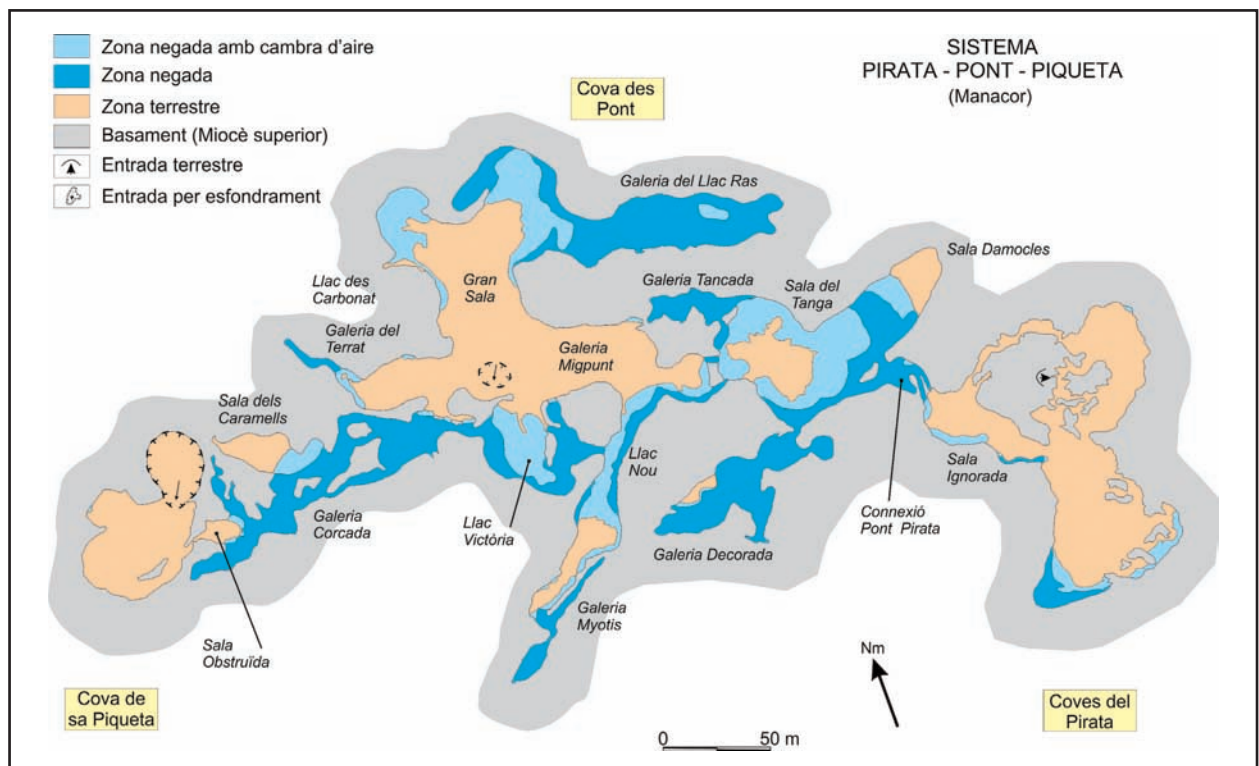 Zona negada amb cambra d'aire
Zona negada
Zona terrestre
Basament (Miocè superior)
Entrada terrestre
Entrada per esfondrament
SISTEMA
PIRATA - PONT - PIQUETA
(Manacor)
Cova des
Pont
Galeria del Llac Ras
Sala Damocles
Llac des
Carbonat
Gran
Sala
Galeria Tancada
Sala del
Tanga
Galeria del
Terrat
Galeria
Migpunt
Sala dels
Caramells
Llac
Nou
Sala
Ignorada
Galeria
Corcada
Llac
Victòria
Galeria Decorada
Connexió
Pont Pirata
Galeria
Myotis
Sala
Obstruïda
Nm
Cova de
sa Piqueta
Coves del
Pirata
0 50 m